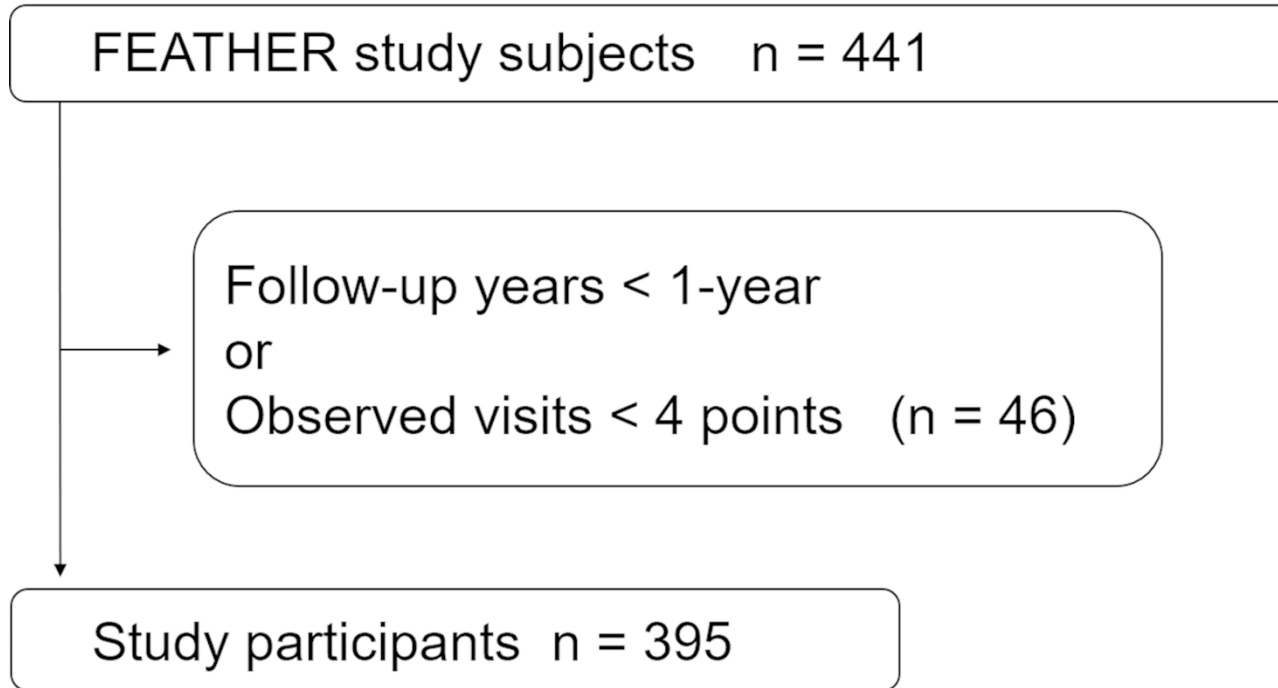 FEATHER study subjects n = 441
Follow-up years < 1-year
or
Observed visits < 4 points (n = 46)
Study participants n = 395